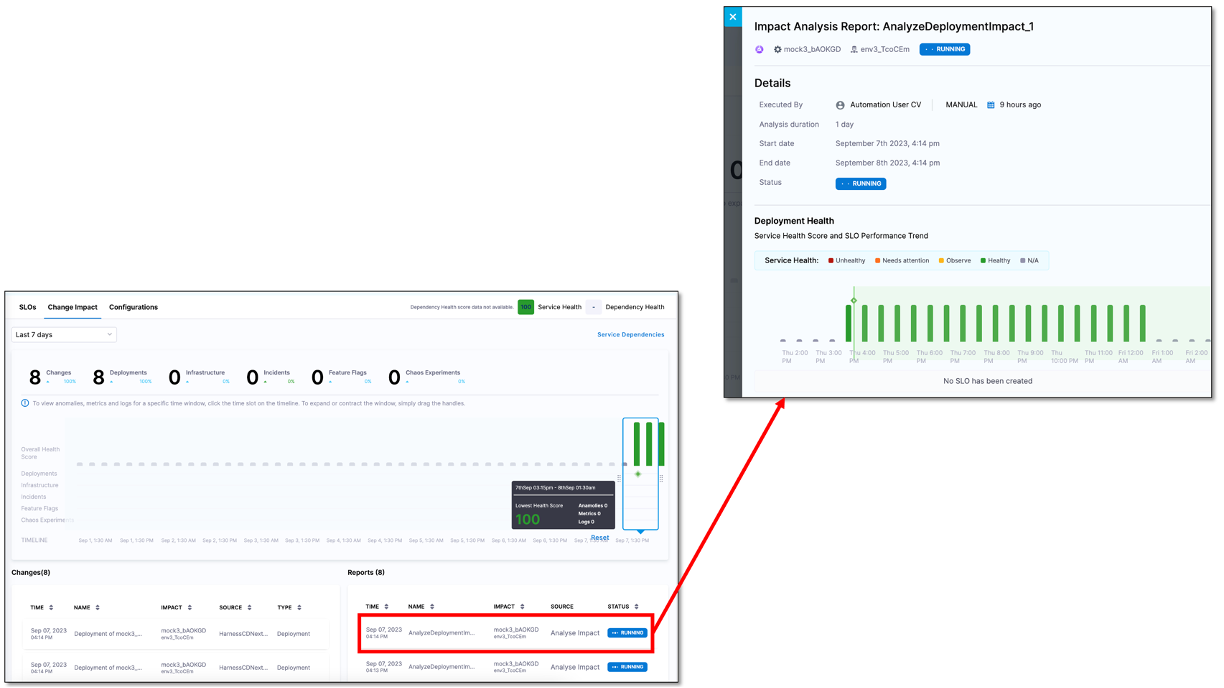 Impact Analysis Report: AnalyzeDeploymentImpact_1
mock3_bAOKGD env3_TcoCEm RUNNING
Details
Executed By Automation User CV MANUAL 9 hours ago
Analysis duration 1 day
Start date September 7th 2023, 4:14 pm
End date September 8th 2023, 4:14 pm
Status RUNNING
Deployment Health
Service Health Score and SLO Performance Trend
Service Health: Unhealthy Needs attention Observe Healthy N/A
Thu 2:00 Thu 3:00 Thu 4:00 Thu 5:00 Thu 6:00 Thu 7:00 Thu 8:00 Thu 9:00 Thu Thu 11:00 Fri 12:00 Fri 1:00 Fri 2:00
PM PM PM PM PM PM PM PM 10:00 PM PM AM AM AM
No SLO has been created
SLOs Change Impact Configurations
Dependency Health score data not available. 100 Service Health - Dependency Health
Last 7 days
Service Dependencies
8 Changes 100%
8 Deployments 100%
0 Infrastructure 0%
0 Incidents 0%
0 Feature Flags 0%
0 Chaos Experiments 0%
To view anomalies, metrics and logs for a specific time window, click the time slot on the timeline. To expand or contract the window, simply drag the handles.
Overall Health
Score
Deployments
Infrastructure
Incidents
Feature Flags
Chaos Experiments
7thSep 03:15pm - 8thSep 01:30am
Lowest Health Score
100
Anamolies 0
Metrics 0
Logs 0
TIMELINE Sep 1, 1:30 AM Sep 1, 1:30 PM Sep 2, 1:30 AM Sep 2, 1:30 PM Sep 3, 1:30 AM Sep 3, 1:30 PM Sep 4, 1:30 AM Sep 4, 1:30 PM Sep 5, 1:30 AM Sep 5, 1:30 PM Sep 6, 1:30 AM Sep 6, 1:30 PM Sep 7, 1:30 AM Sep 7, 1:30 PM
Reset
Changes(8)
TIME NAME IMPACT SOURCE TYPE
Sep 07, 2023 Deployment of mock3_... mock3_bAOKGD HarnessCDNext... Deployment
04:14 PM env3_TcoCEm
Sep 07, 2023 Deployment of mock3_... mock3_bAOKGD HarnessCDNext... Deployment
04:14 PM env3_TcoCEm
Reports (8)
TIME NAME IMPACT SOURCE STATUS
Sep 07, 2023 AnalyzeDeploymentIm... mock3_bAOKGD Analyse Impact RUNNING
04:14 PM env3_TcoCEm
Sep 07, 2023 AnalyzeDeploymentIm... mock3_bAOKGD Analyse Impact RUNNING
04:13 PM env3_TcoCEm